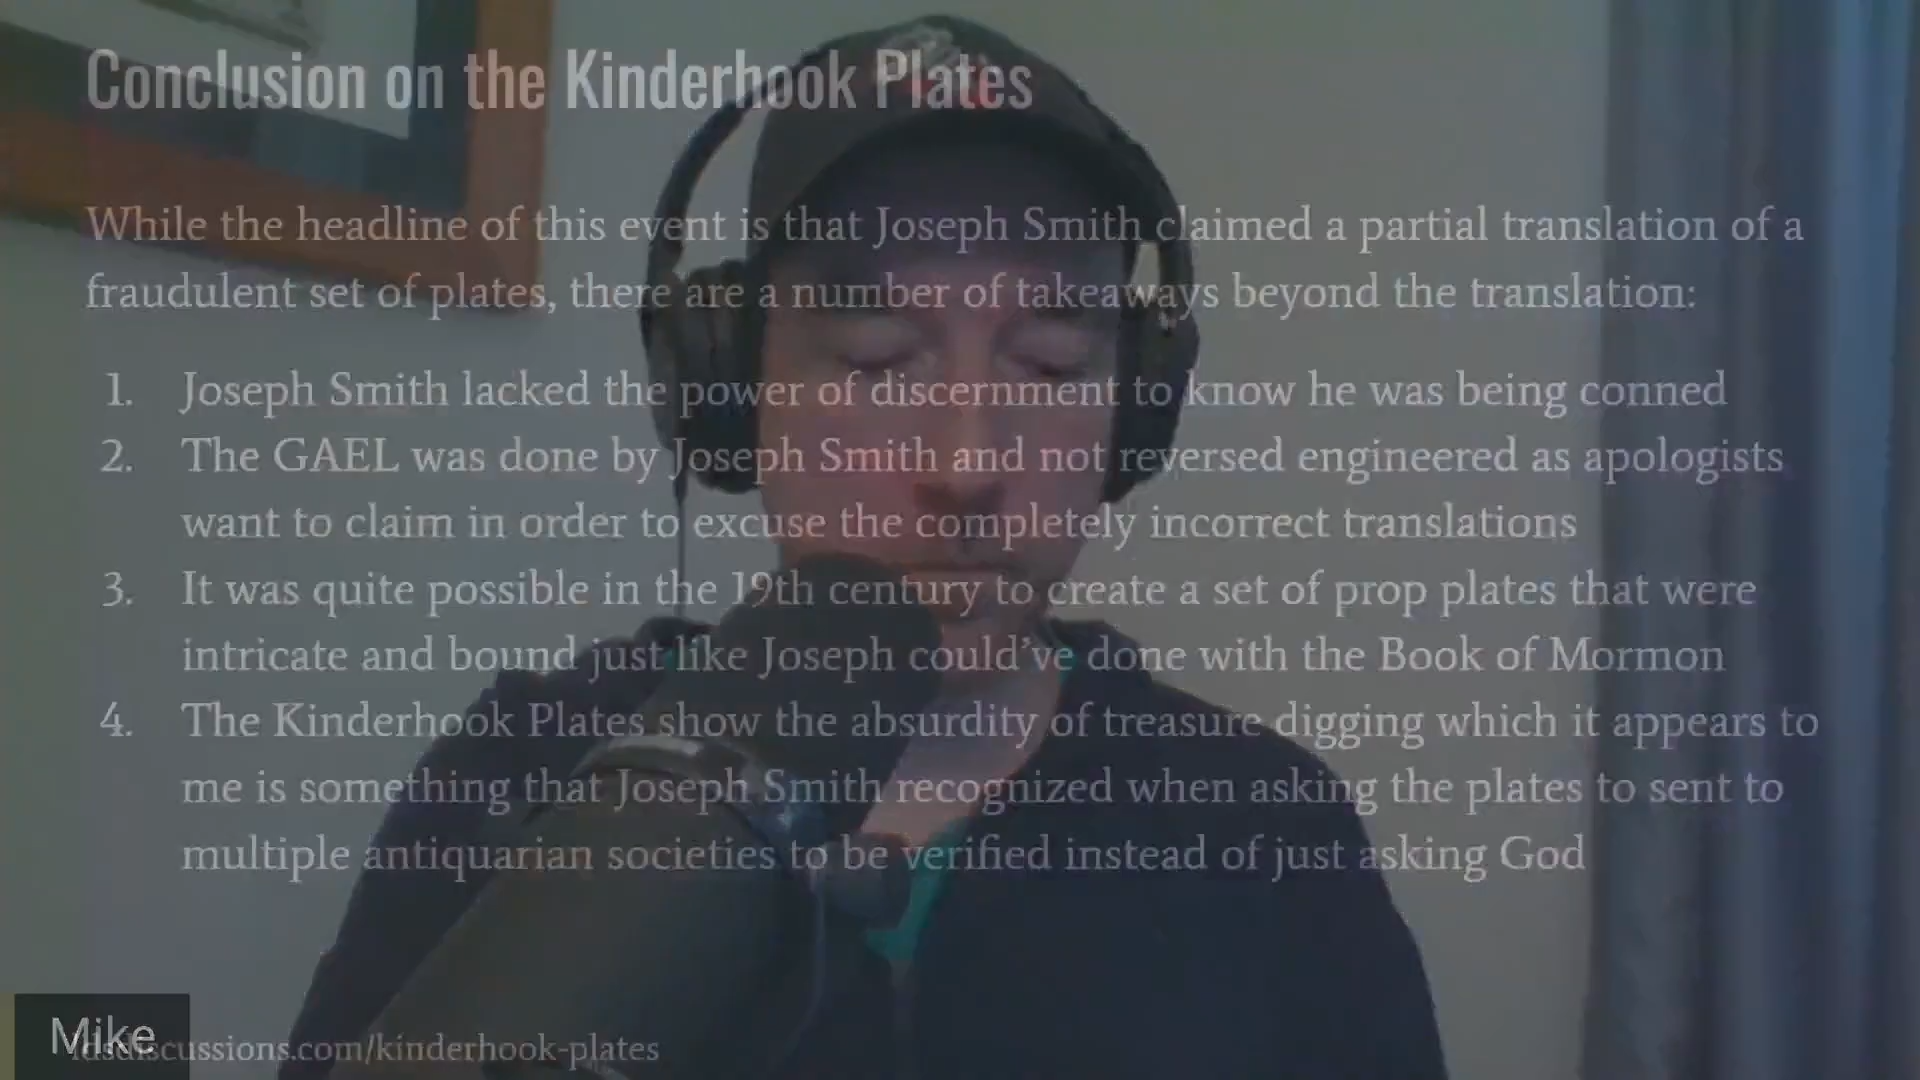 Conclusion on the Kinderhook Plates
While the headline of this event is that Joseph Smith claimed a partial translation of a
fraudulent set of plates, there are a number of takeaways beyond the translation:
1. Joseph Smith lacked the power of discernment to know he was being conned
2. The GAEL was done by Joseph Smith and not reversed engineered as apologists
want to claim in order to excuse the completely incorrect translations
3. It was quite possible in the 19th century to create a set of prop plates that were
intricate and bound just like Joseph could've done with the Book of Mormon
4. The Kinderhook Plates show the absurdity of treasure digging which it appears to
me is something that Joseph Smith recognized when asking the plates to sent to
multiple antiquarian societies to be verified instead of just asking God
Mike
ldsdiscussions.com/kinderhook-plates